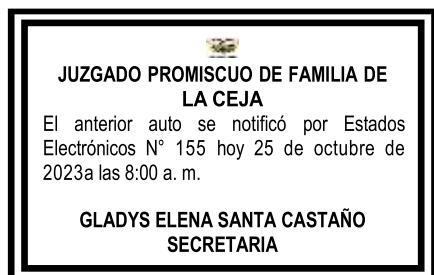 JUZGADO PROMISCUO DE FAMILIA DE
LA CEJA
El anterior auto se notificó por Estados
Electrónicos N° 155 hoy 25 de octubre de
2023a las 8:00 a. m.
GLADYS ELENA SANTA CASTAÑO
SECRETARIA